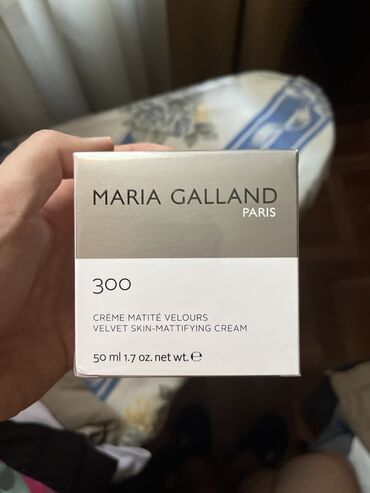 MARIA GALLAND
PARIS
300
CRÈME MATITÉ VELOURS
VELVET SKIN-MATTIFYING CREAM
50 ml 1.7 oz. net wt. ℮